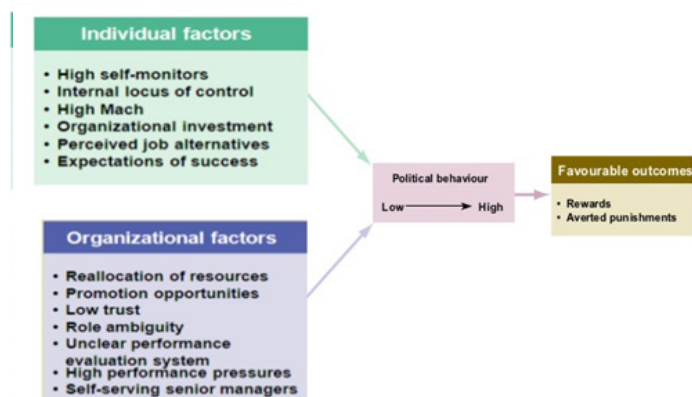 Individual factors
• High self-monitors
• Internal locus of control
• High Mach
• Organizational investment
• Perceived job alternatives
• Expectations of success
Organizational factors
• Reallocation of resources
• Promotion opportunities
• Low trust
• Role ambiguity
• Unclear performance
evaluation system
• High performance pressures
• Self-serving senior managers
Political behaviour
Low High
Favourable outcomes
• Rewards
• Averted punishments